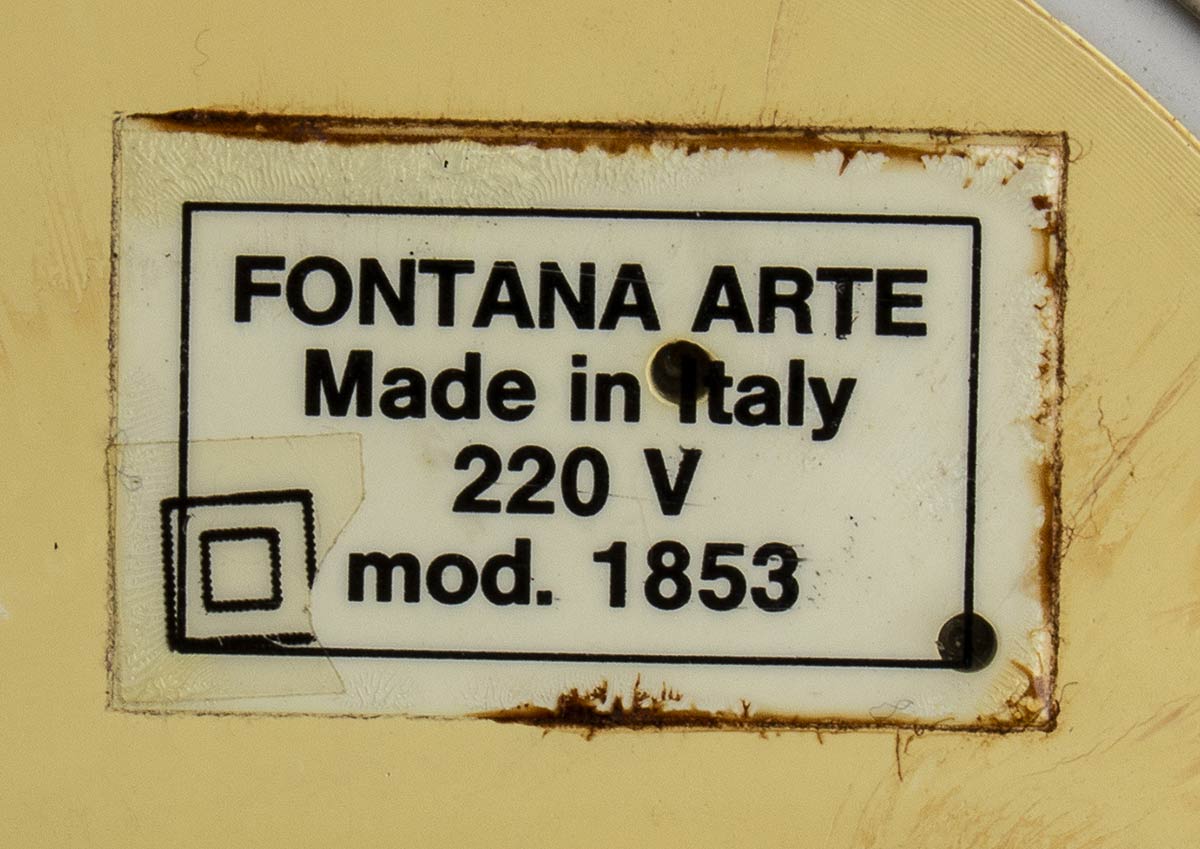 FONTANA ARTE
Made in Italy
220 V
mod. 1853